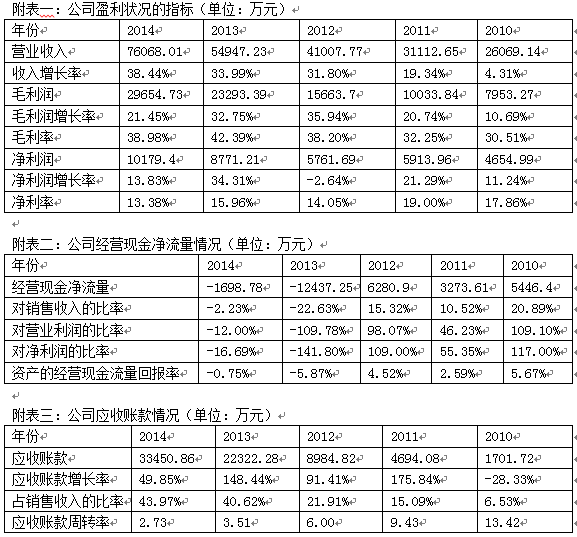 附表一：公司盈利状况的指标（单位：万元）
年份 2014 2013 2012 2011 2010
营业收入 76068.01 54947.23 41007.77 31112.65 26069.14
收入增长率 38.44% 33.99% 31.80% 19.34% 4.31%
毛利润 29654.73 23293.39 15663.7 10033.84 7953.27
毛利润增长率 21.45% 32.75% 35.94% 20.74% 10.69%
毛利率 38.98% 42.39% 38.20% 32.25% 30.51%
净利润 10179.4 8771.21 5761.69 5913.96 4654.99
净利润增长率 13.83% 34.31% -2.64% 21.29% 11.24%
净利率 13.38% 15.96% 14.05% 19.00% 17.86%
附表二：公司经营现金净流量情况（单位：万元）
年份 2014 2013 2012 2011 2010
经营现金净流量 -1698.78 -12437.25 6280.9 3273.61 5446.4
对销售收入的比率 -2.23% -22.63% 15.32% 10.52% 20.89%
对营业利润的比率 -12.00% -109.78% 98.07% 46.23% 109.10%
对净利润的比率 -16.69% -141.80% 109.00% 55.35% 117.00%
资产的经营现金流量回报率 -0.75% -5.87% 4.52% 2.59% 5.67%
附表三：公司应收账款情况（单位：万元）
年份 2014 2013 2012 2011 2010
应收账款 33450.86 22322.28 8984.82 4694.08 1701.72
应收账款增长率 49.85% 148.44% 91.41% 175.84% -28.33%
占销售收入的比率 43.97% 40.62% 21.91% 15.09% 6.53%
应收账款周转率 2.73 3.51 6.00 9.43 13.42